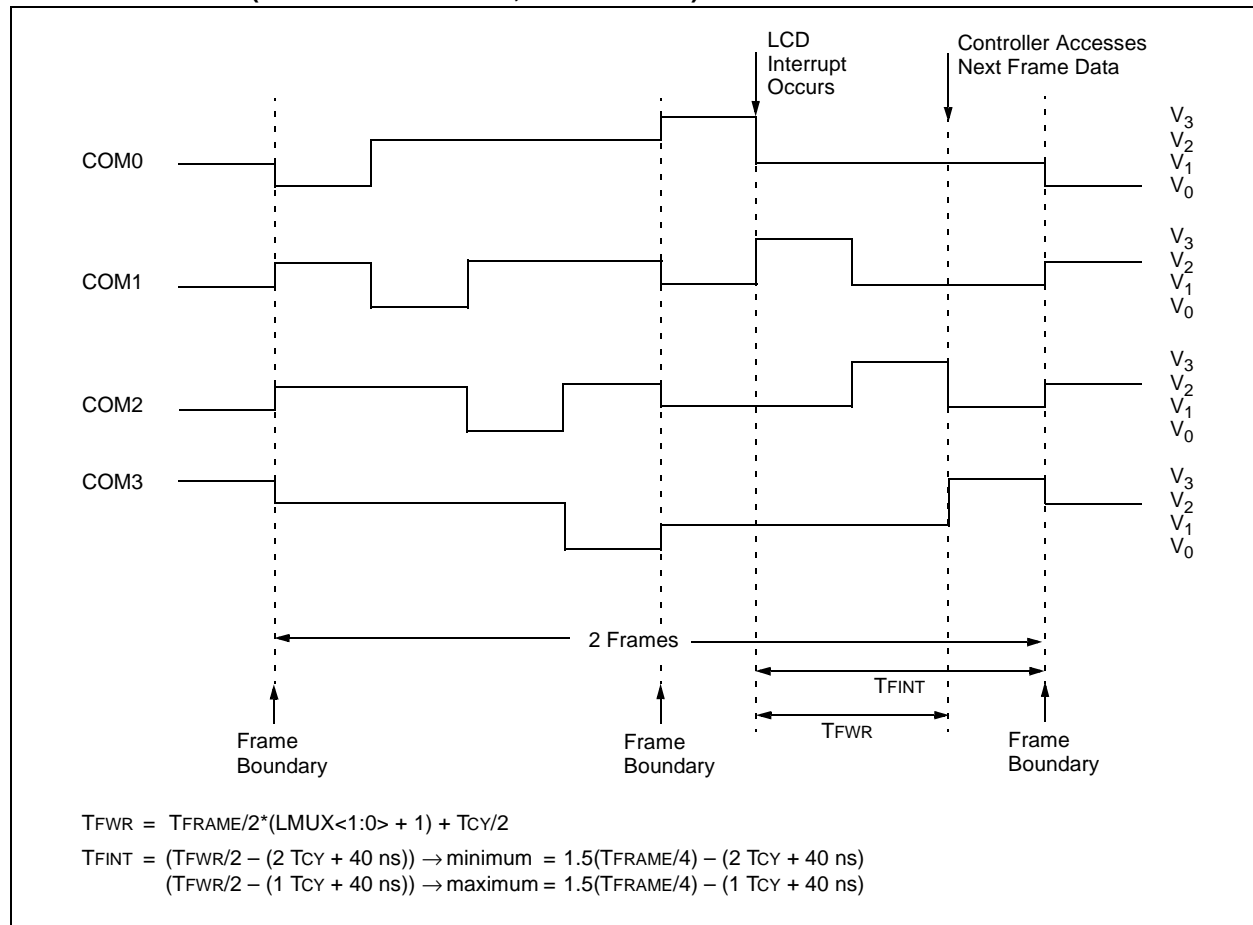 LCD
Interrupt
Occurs
Controller Accesses
Next Frame Data
COM0
V3
V2
V1
V0
COM1
V3
V2
V1
V0
COM2
V3
V2
V1
V0
COM3
V3
V2
V1
V0
2 Frames
TFINT
TFWR
Frame
Boundary
Frame
Boundary
Frame
Boundary
TFWR = TFRAME/2*(LMUX<1:0> + 1) + TCY/2
TFINT = (TFWR/2 – (2 TCY + 40 ns)) → minimum = 1.5(TFRAME/4) – (2 TCY + 40 ns)
(TFWR/2 – (1 TCY + 40 ns)) → maximum = 1.5(TFRAME/4) – (1 TCY + 40 ns)